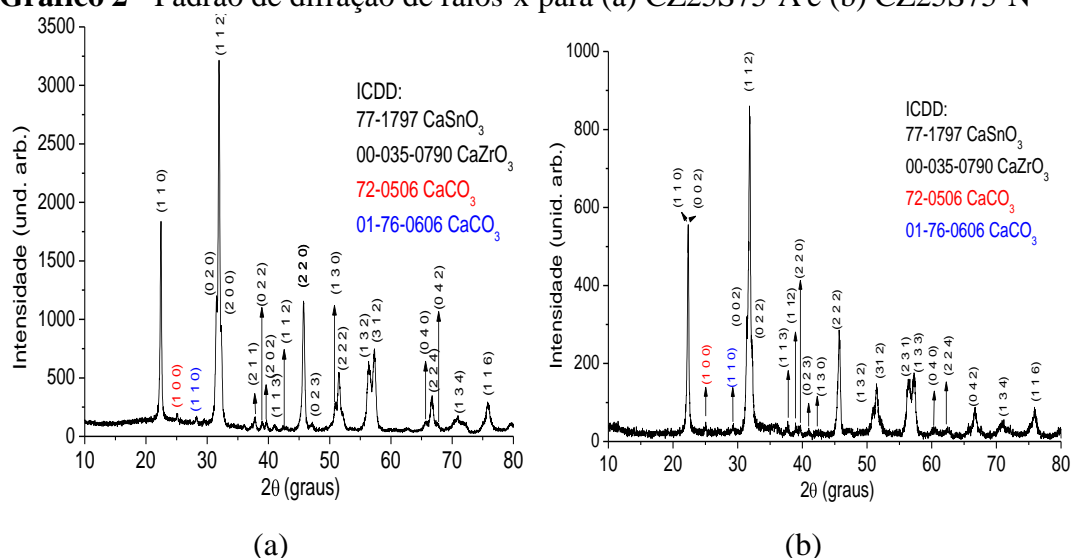 Gráfico 2 - Padrão de difração de raios-x para (a) CZ25S75-A e (b) CZ25S75-N
Intensidade (und. arb.)
3500
3000
2500
2000
1500
1000
500
0
10 20 30 40 50 60 70 80
2θ (graus)
ICDD:
77-1797 CaSnO3
00-035-0790 CaZrO3
72-0506 CaCO3
01-76-0606 CaCO3
(1 1 0)
(1 0 0)
(1 1 0)
(0 2 0)
(1 1 2)
(2 0 0)
(2 1 1)
(0 2 2)
(2 0 2)
(1 1 3)
(1 1 2)
(2 2 0)
(0 2 3)
(1 3 0)
(2 2 2)
(1 3 2)
(3 1 2)
(0 4 0)
(2 2 4)
(0 4 2)
(1 3 4)
(1 1 6)
(a)
Intensidade (unid. arb.)
1000
800
600
400
200
0
10 20 30 40 50 60 70 80
2θ (graus)
ICDD:
77-1797 CaSnO3
00-035-0790 CaZrO3
72-0506 CaCO3
01-76-0606 CaCO3
(1 1 0)
(0 0 2)
(1 0 0)
(1 1 0)
(0 0 2)
(1 1 2)
(0 2 2)
(1 1 3)
(1 12)
(2 2 0)
(0 2 3)
(1 3 0)
(2 2 2)
(1 3 2)
(3 1 2)
(2 3 1)
(1 3 3)
(0 4 0)
(2 2 4)
(0 4 2)
(1 3 4)
(1 1 6)
(b)